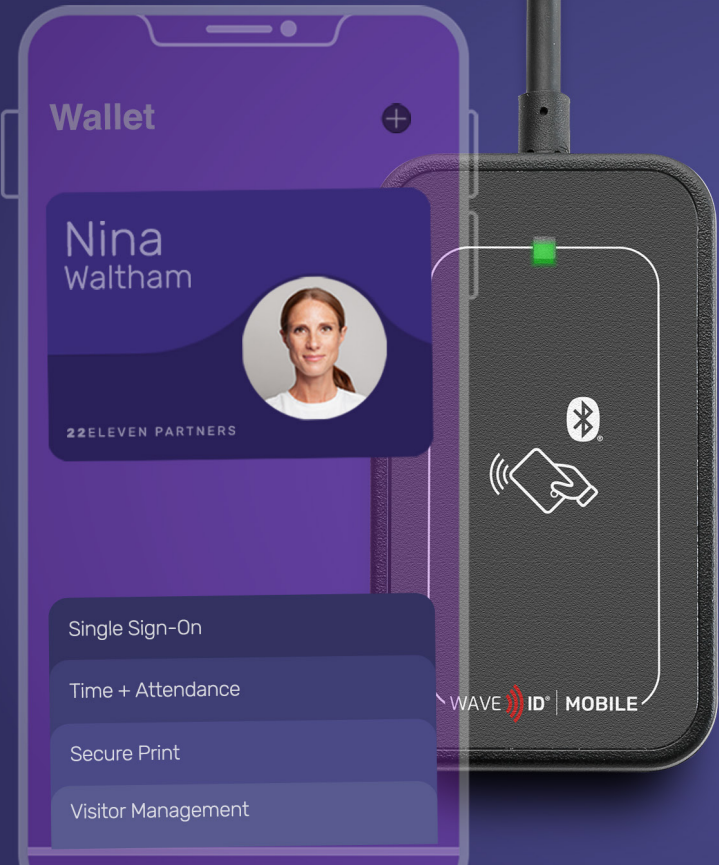 Wallet
Nina
Waltham
22ELEVEN PARTNERS
Single Sign-On
Time + Attendance
Secure Print
Visitor Management
WAVE ID® | MOBILE